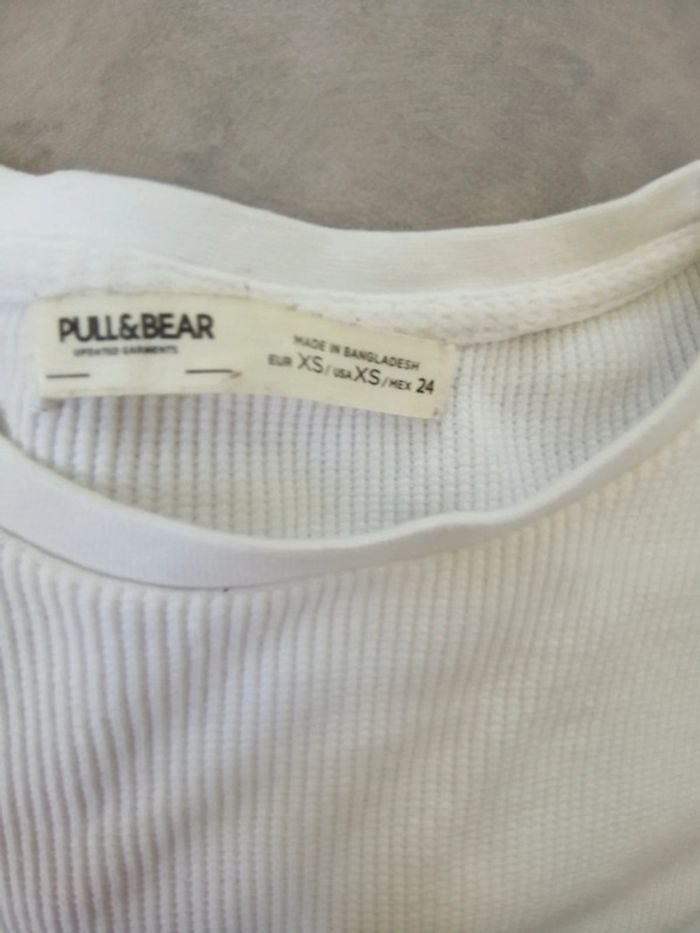 PULL&BEAR
UPDATED GARMENTS
MADE IN BANGLADESH
EUR XS/USA XS/MEX 24